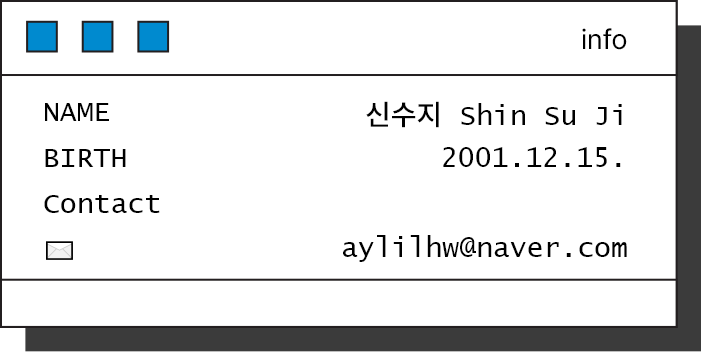 info
NAME 신수지 Shin Su Ji
BIRTH 2001.12.15.
Contact
aylilhw@naver.com